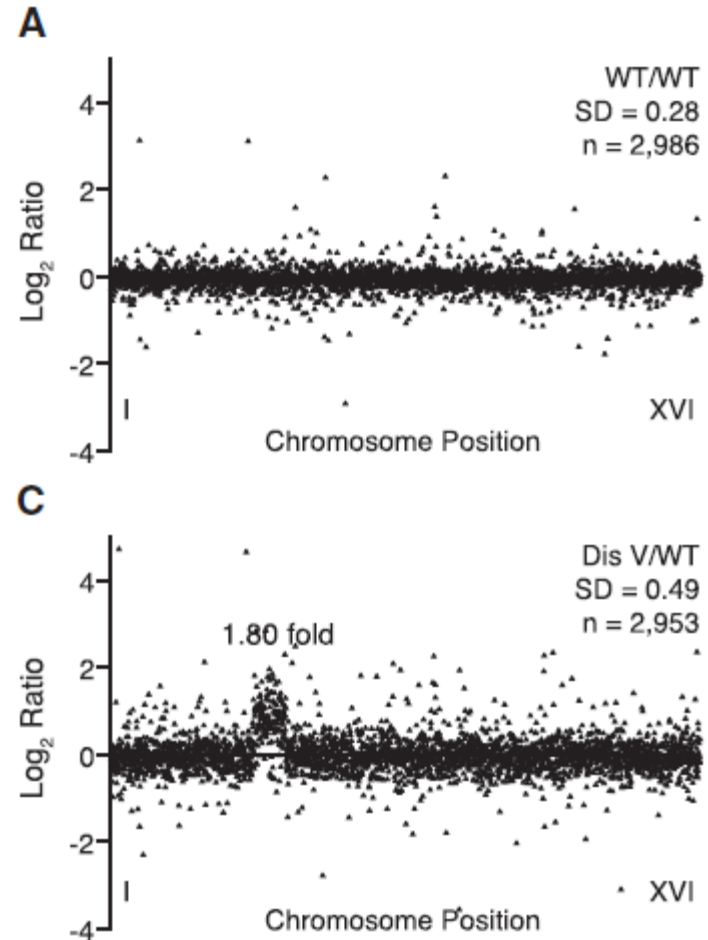 A
WT/WT
SD = 0.28
n = 2,986
4
2
0
-2
-4
Log2 Ratio
I
XVI
Chromosome Position
C
Dis V/WT
SD = 0.49
n = 2,953
1.80 fold
4
2
0
-2
-4
Log2 Ratio
I
XVI
Chromosome Position